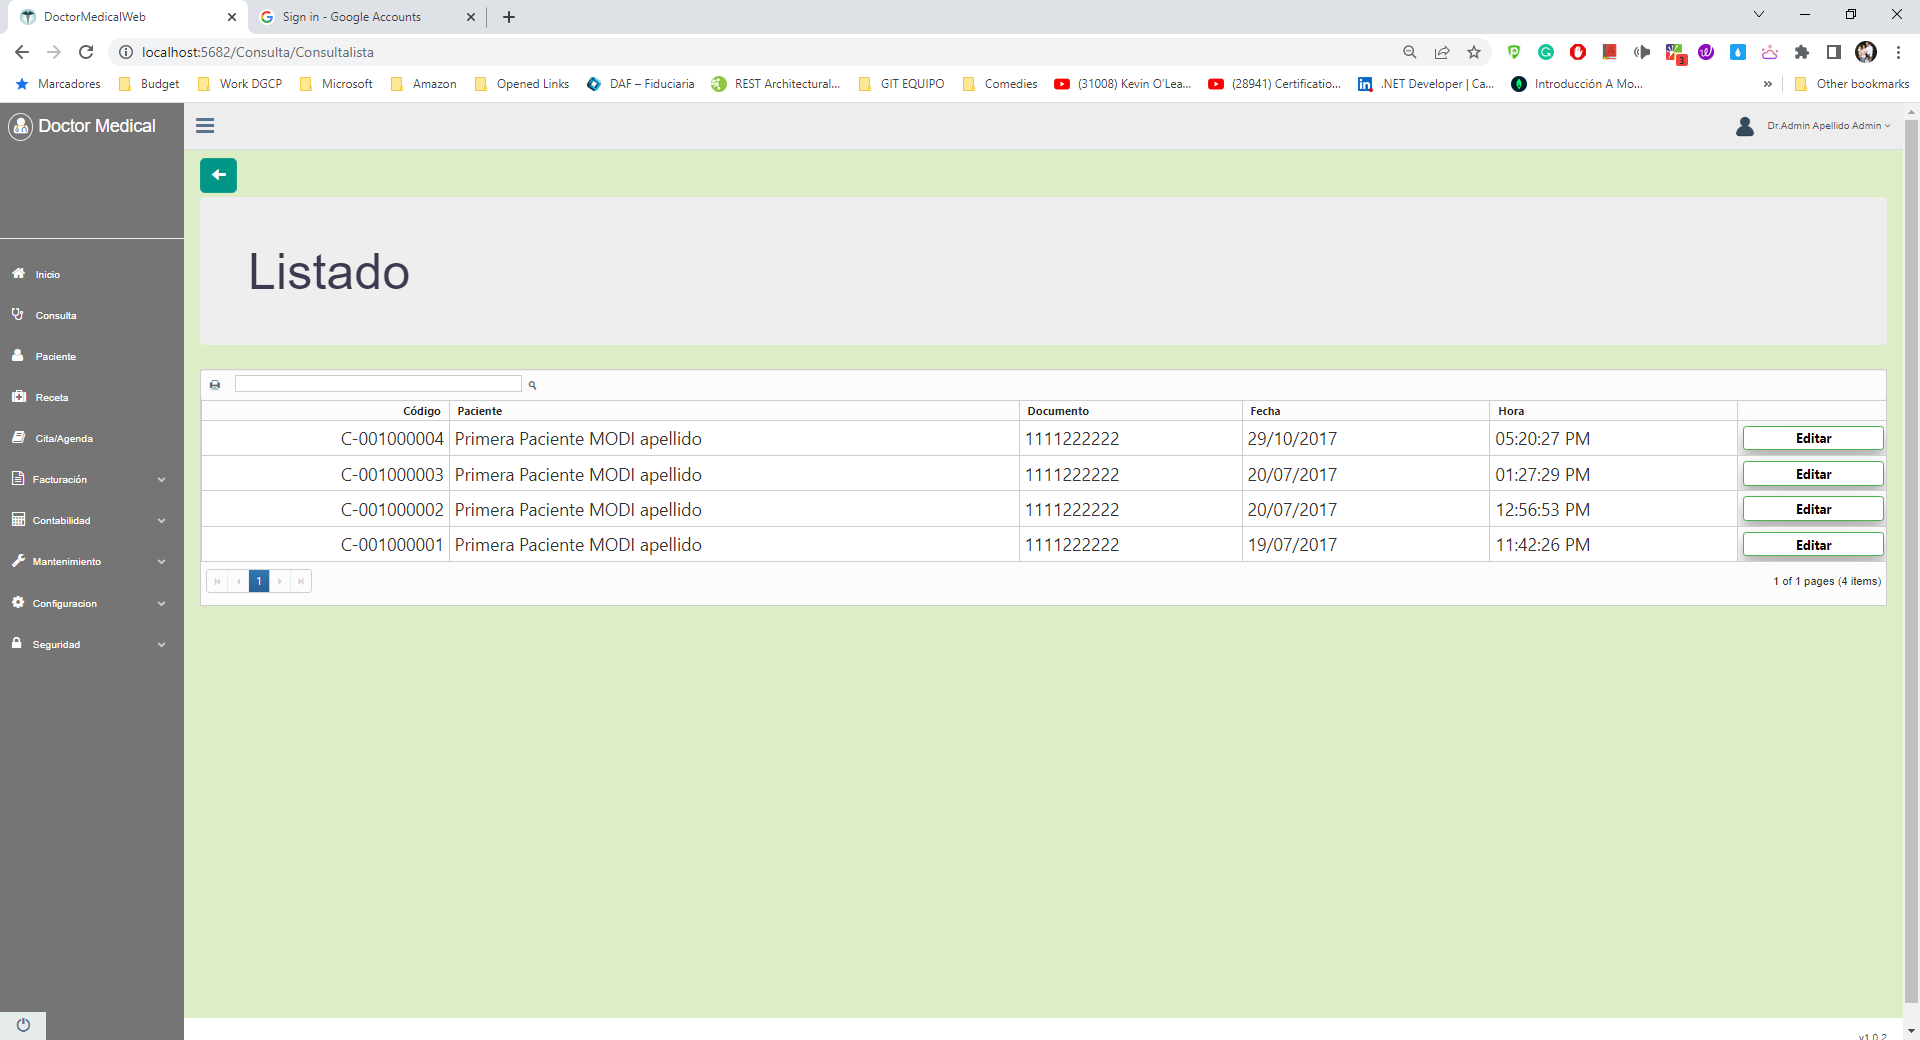 DoctorMedicalWeb
Sign in - Google Accounts
localhost:5682/Consulta/Consultalista
3
Marcadores
Budget
Work DGCP
Microsoft
Amazon
Opened Links
DAF – Fiduciaria
REST Architectural...
GIT EQUIPO
Comedies
(31008) Kevin O'Lea...
(28941) Certificatio...
.NET Developer | Ca...
Introducción A Mo...
»
Other bookmarks
Doctor Medical
Dr.Admin Apellido Admin
Inicio
Consulta
Paciente
Receta
Cita/Agenda
Facturación
Contabilidad
Mantenimiento
Configuracion
Seguridad
Listado
Código Paciente Documento Fecha Hora
C-001000004 Primera Paciente MODI apellido 1111222222 29/10/2017 05:20:27 PM Editar
C-001000003 Primera Paciente MODI apellido 1111222222 20/07/2017 01:27:29 PM Editar
C-001000002 Primera Paciente MODI apellido 1111222222 20/07/2017 12:56:53 PM Editar
C-001000001 Primera Paciente MODI apellido 1111222222 19/07/2017 11:42:26 PM Editar
1
1 of 1 pages (4 items)
v1.0.2